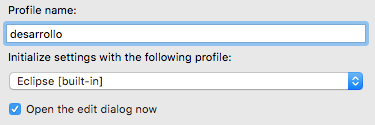 Profile name:
desarrollo
Initialize settings with the following profile:
Eclipse [built-in]
Open the edit dialog now